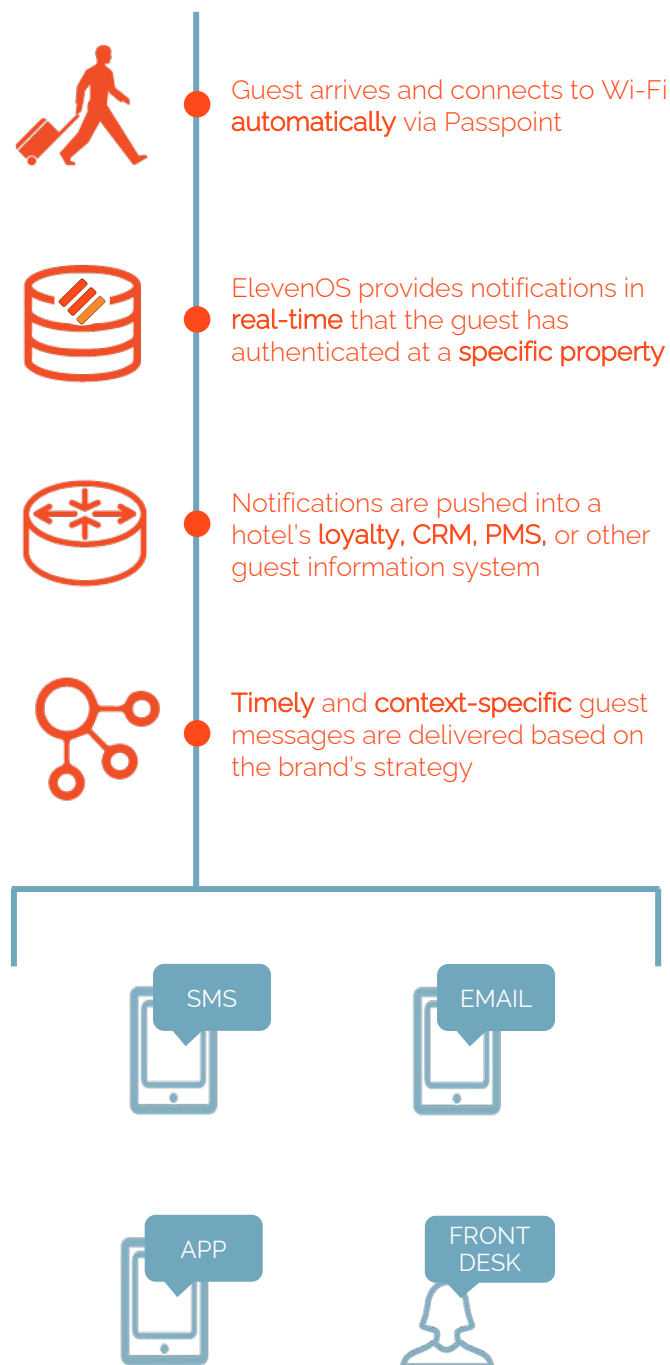 Guest arrives and connects to Wi-Fi
automatically via Passpoint
ElevenOS provides notifications in
real-time that the guest has
authenticated at a specific property
Notifications are pushed into a
hotel’s loyalty, CRM, PMS, or other
guest information system
Timely and context-specific guest
messages are delivered based on
the brand’s strategy
SMS
EMAIL
APP
FRONT
DESK